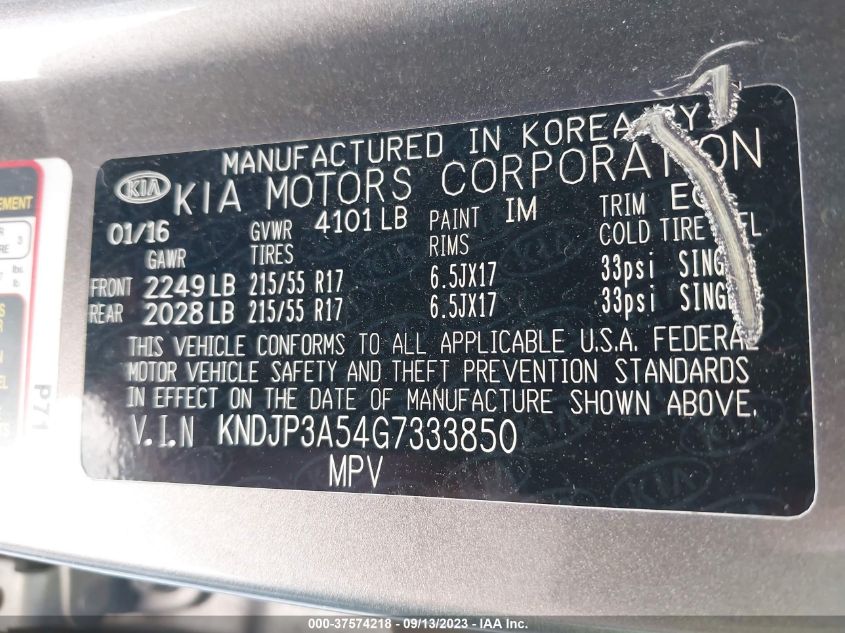 MANUFACTURED IN KOREA BY
KIA KIA MOTORS CORPORATION
01/16 GVWR 4101 LB PAINT IM TRIM
GAWR TIRES RIMS COLD TIRE
FRONT 2249 LB 215/55 R17 6.5JX17 33psi
REAR 2028 LB 215/55 R17 6.5JX17 33psi
THIS VEHICLE CONFORMS TO ALL APPLICABLE U.S.A. FEDERAL
MOTOR VEHICLE SAFETY AND THEFT PREVENTION STANDARDS
IN EFFECT ON THE DATE OF MANUFACTURE SHOWN ABOVE.
V.I.N KNDJP3A54G7333850
MPV
P71
000-37574218 - 09/13/2023 - IAA Inc.